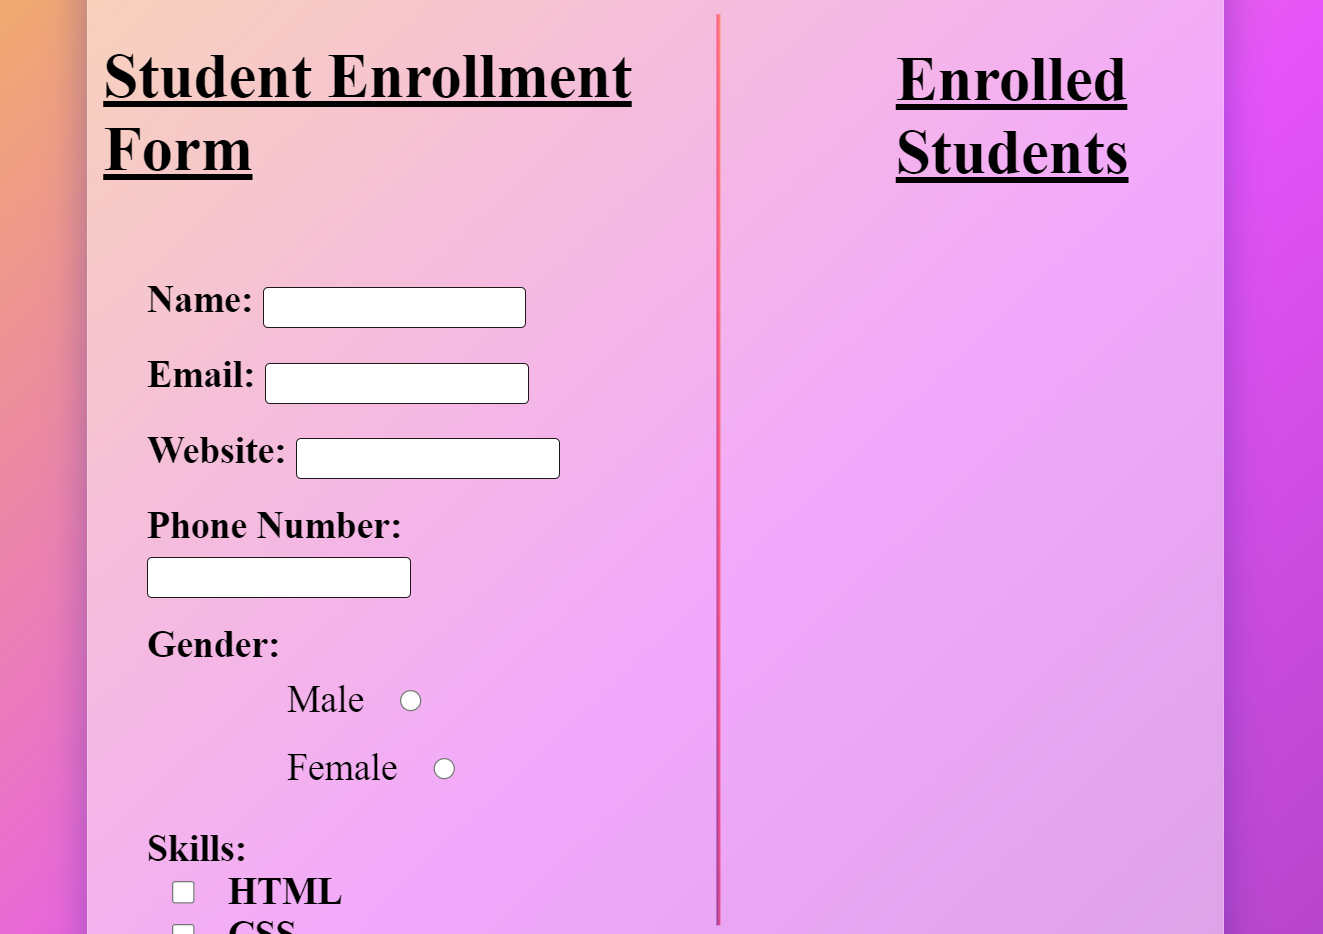 Student Enrollment
Form
Name:
Email:
Website:
Phone Number:
Gender:
Male
Female
Skills:
HTML
CSS
Enrolled
Students